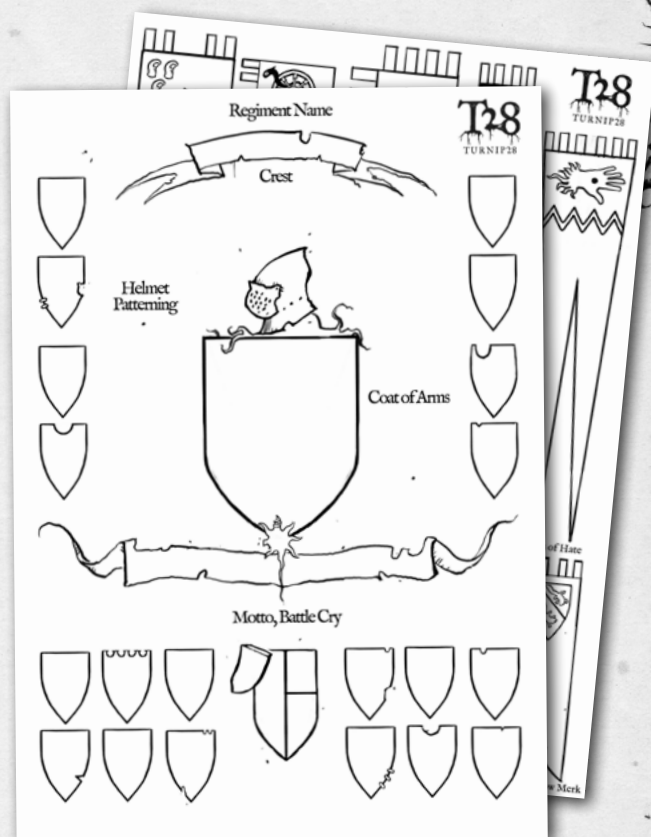 Regiment Name
T28
TURNIP28
T28
TURNIP28
Crest
Helmet
Patterning
Coat of Arms
of Hate
Motto, Battle Cry
Merk